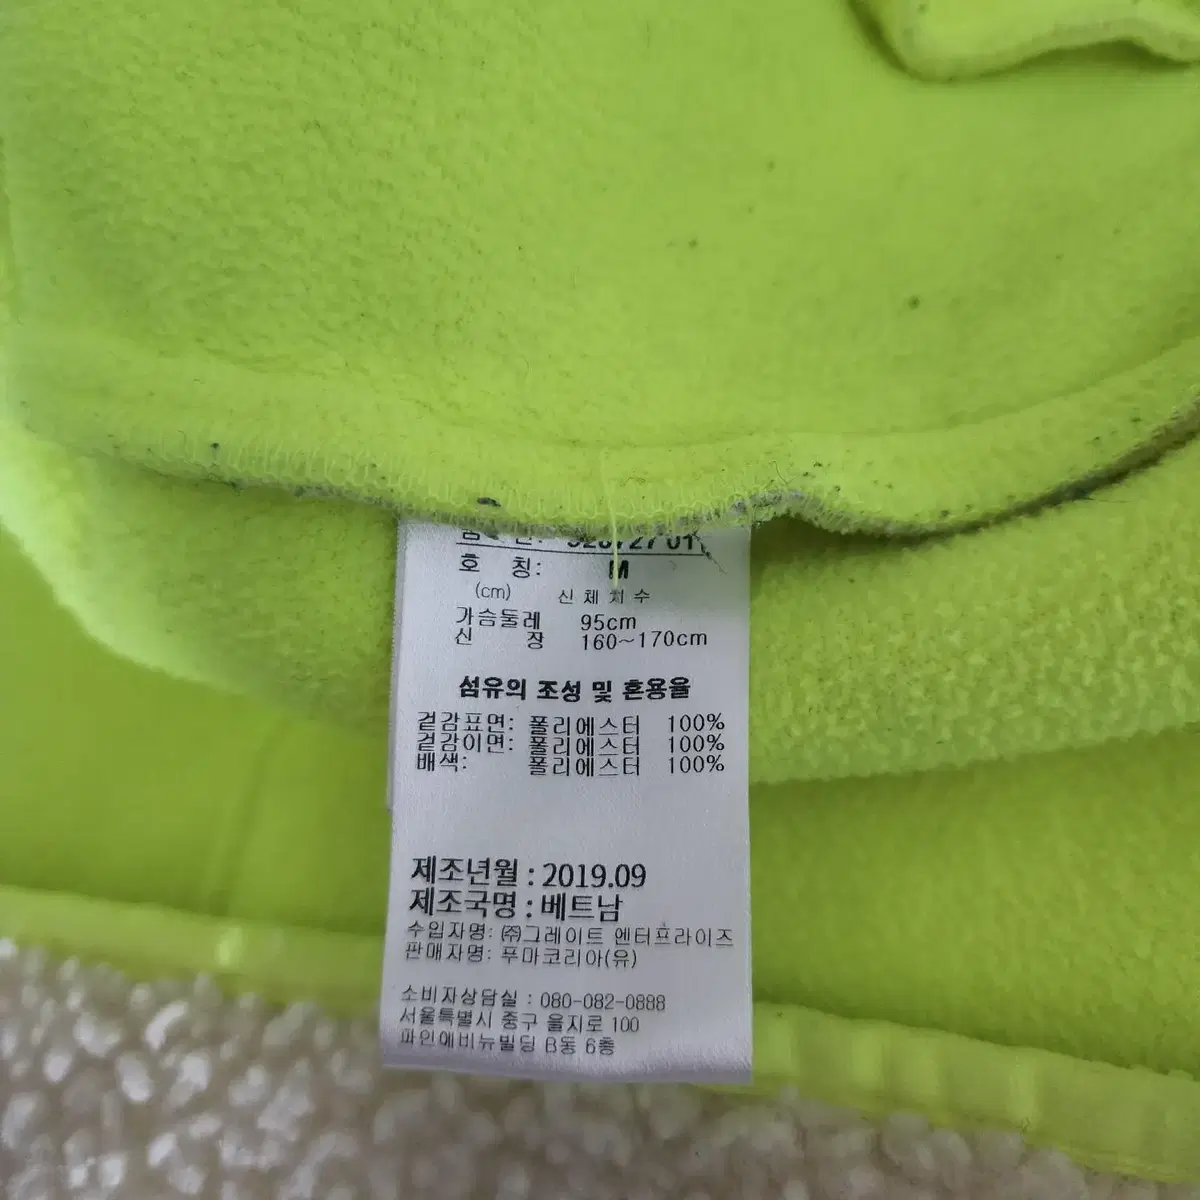 호 칭: M
(cm) 신체치수
가슴둘레 95cm
신 장 160~170cm
섬유의 조성 및 혼용율
겉감표면: 폴리에스터 100%
겉감이면: 폴리에스터 100%
배색: 폴리에스터 100%
제조년월 : 2019.09
제조국명 : 베트남
수입자명: ㈜그레이트 엔터프라이즈
판매자명: 푸마코리아(유)
소비자상담실 : 080-082-0888
서울특별시 중구 을지로 100
파인에비뉴빌딩 B동 6층